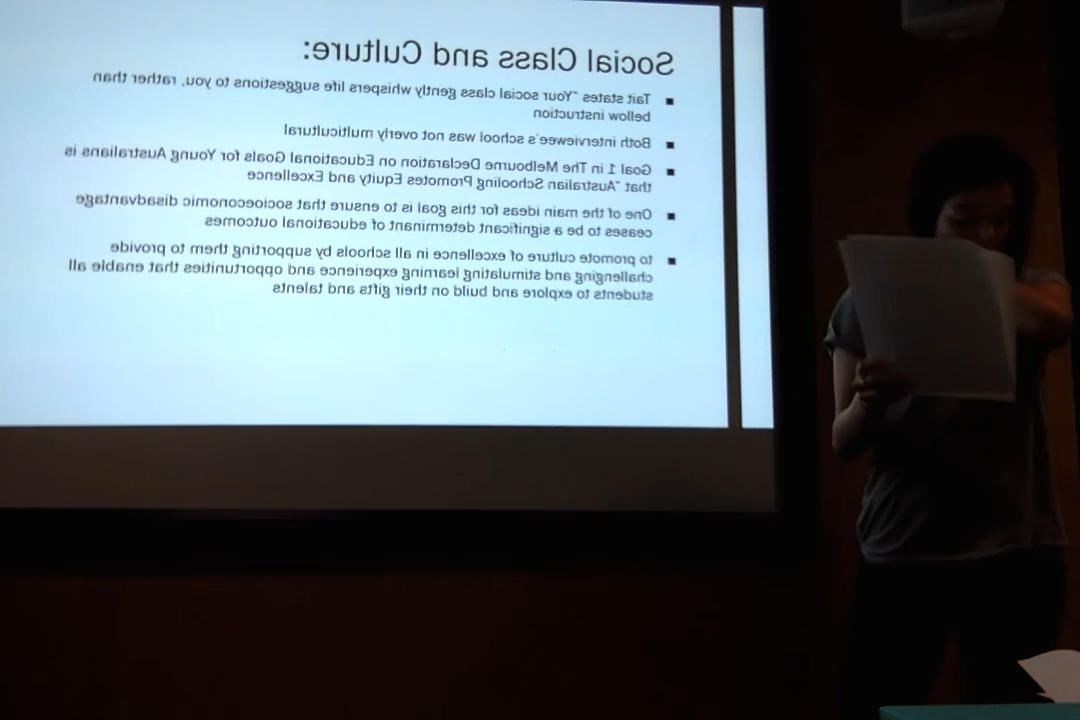 Social Class and Culture:
▪ Tait states "Your social class gently whispers life suggestions to you, rather than
bellow instruction
▪ Both interviewee's school was not overly multicultural
▪ Goal 1 in The Melbourne Declaration on Educational Goals for Young Australians is
that "Australian Schooling Promotes Equity and Excellence
▪ One of the main ideas for this goal is to ensure that socioeconomic disadvantage
ceases to be a significant determinant of educational outcomes
▪ to promote culture of excellence in all schools by supporting them to provide
challenging and stimulating learning experience and opportunities that enable all
students to explore and build on their gifts and talents